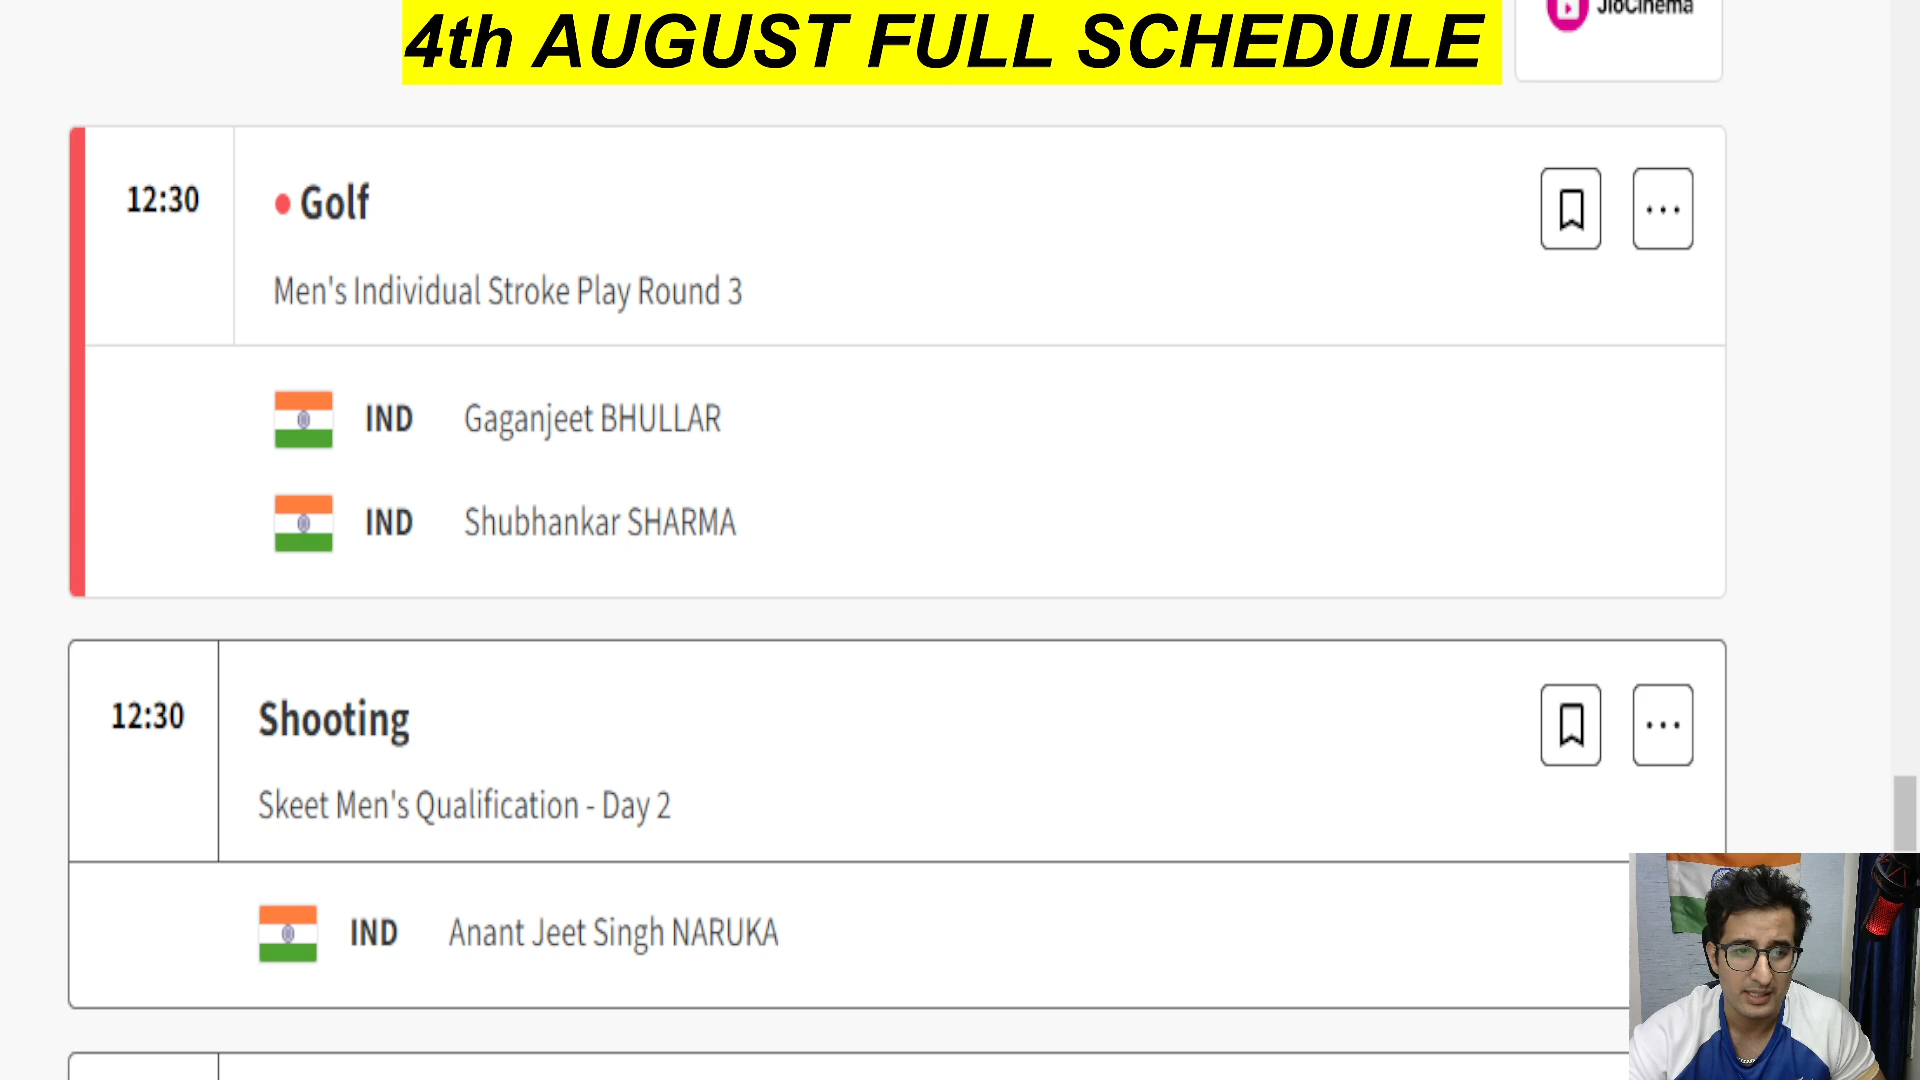 4th AUGUST FULL SCHEDULE
JioCinema
12:30
Golf
Men's Individual Stroke Play Round 3
IND Gaganjeet BHULLAR
IND Shubhankar SHARMA
12:30
Shooting
Skeet Men's Qualification - Day 2
IND Anant Jeet Singh NARUKA